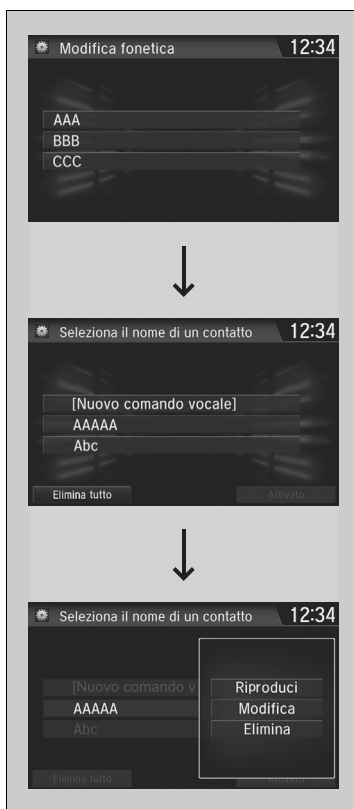 Modifica fonetica 12:34
AAA
BBB
CCC
Seleziona il nome di un contatto 12:34
[Nuovo comando vocale]
AAAAA
Abc
Elimina tutto Attivato
Seleziona il nome di un contatto 12:34
[Nuovo comando v
AAAAA
Abc
Riproduci
Modifica
Elimina
Elimina tutto Attivato